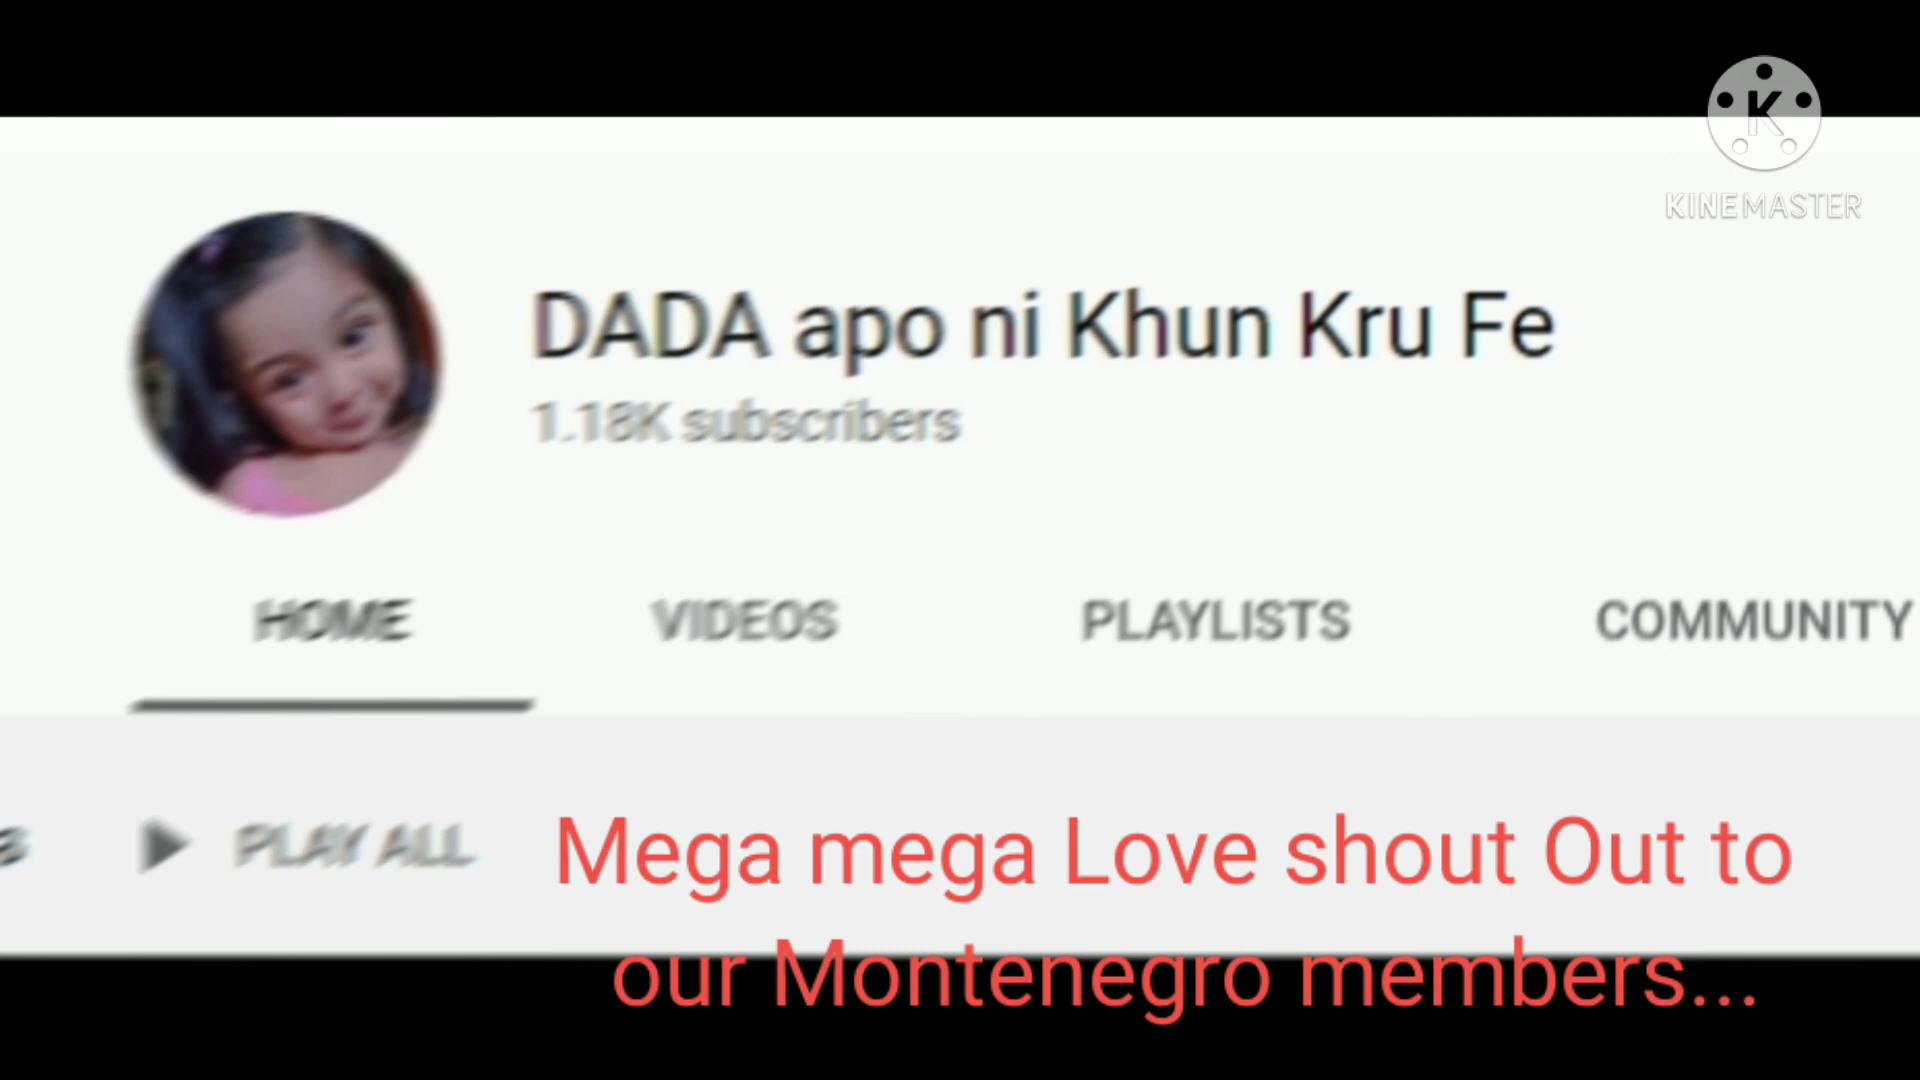 K
KINEMASTER
DADA apo ni Khun Kru Fe
1.18K subscribers
HOME VIDEOS PLAYLISTS COMMUNITY
PLAY ALL
Mega mega Love shout Out to
our Montenegro members...